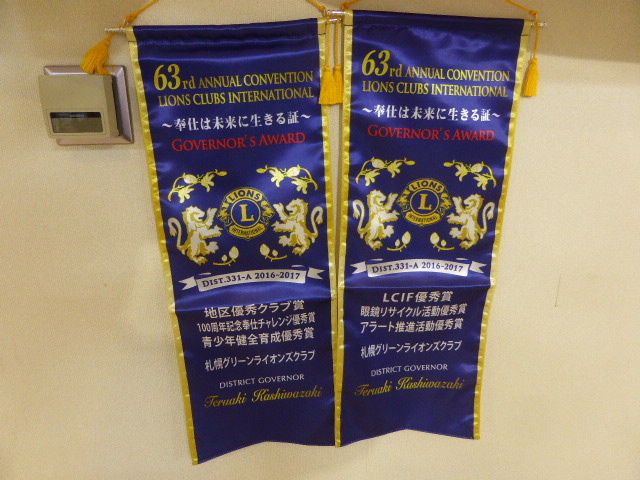 63rd ANNUAL CONVENTION
LIONS CLUBS INTERNATIONAL
～奉仕は未来に生きる証～
GOVERNOR'S AWARD
LIONS
L
INTERNATIONAL
DIST.331-A 2016-2017
地区優秀クラブ賞
100周年記念奉仕チャレンジ優秀賞
青少年健全育成優秀賞
札幌グリーンライオンズクラブ
DISTRICT GOVERNOR
Teruaki Kashiwazaki
63rd ANNUAL CONVENTION
LIONS CLUBS INTERNATIONAL
～奉仕は未来に生きる証～
GOVERNOR'S AWARD
LIONS
L
INTERNATIONAL
DIST.331-A 2016-2017
LCIF優秀賞
眼鏡リサイクル活動優秀賞
アラート推進活動優秀賞
札幌グリーンライオンズクラブ
DISTRICT GOVERNOR
Teruaki Kashiwazaki